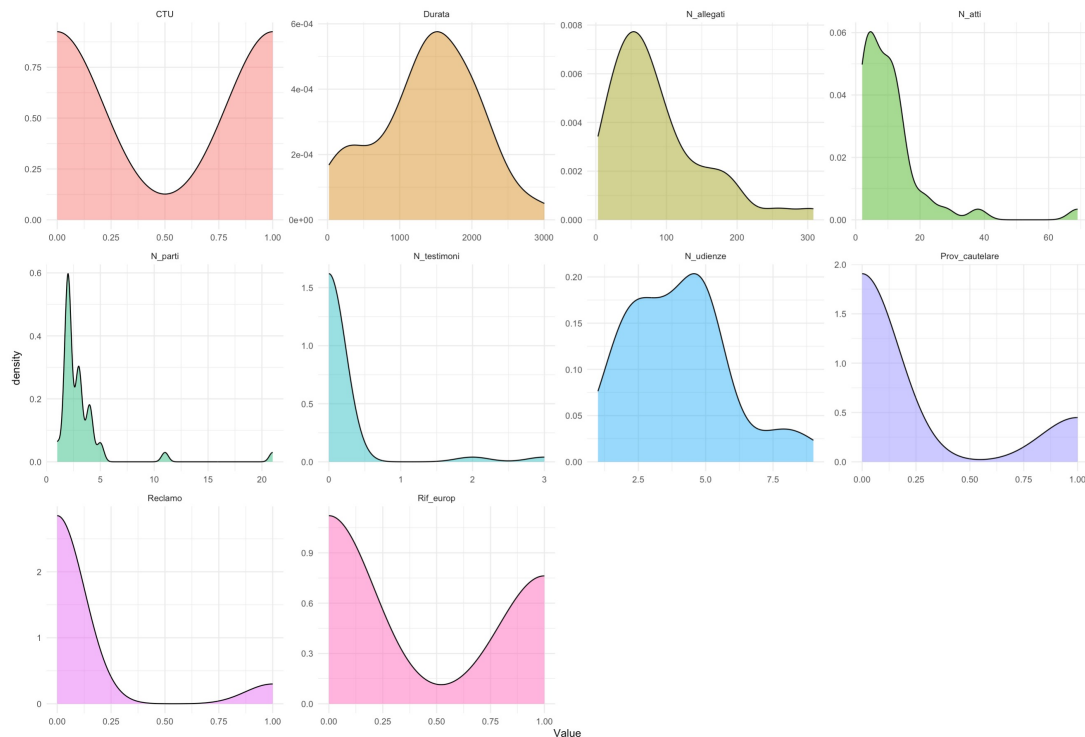 CTU
Durata
N_allegati
N_atti
0.75
0.50
0.25
0.00
0.00 0.25 0.50 0.75 1.00
6e-04
4e-04
2e-04
0e+00
0 1000 2000 3000
0.008
0.006
0.004
0.002
0.000
0 100 200 300
0.06
0.04
0.02
0.00
0 20 40 60
N_parti
N_testimoni
N_udienze
Prov_cautelare
0.6
0.4
0.2
0.0
0 5 10 15 20
1.5
1.0
0.5
0.0
0 1 2 3
0.20
0.15
0.10
0.05
0.00
2.5 5.0 7.5
2.0
1.5
1.0
0.5
0.0
0.00 0.25 0.50 0.75 1.00
density
Reclamo
Rif_europ
2
1
0
0.00 0.25 0.50 0.75 1.00
0.9
0.6
0.3
0.0
0.00 0.25 0.50 0.75 1.00
Value